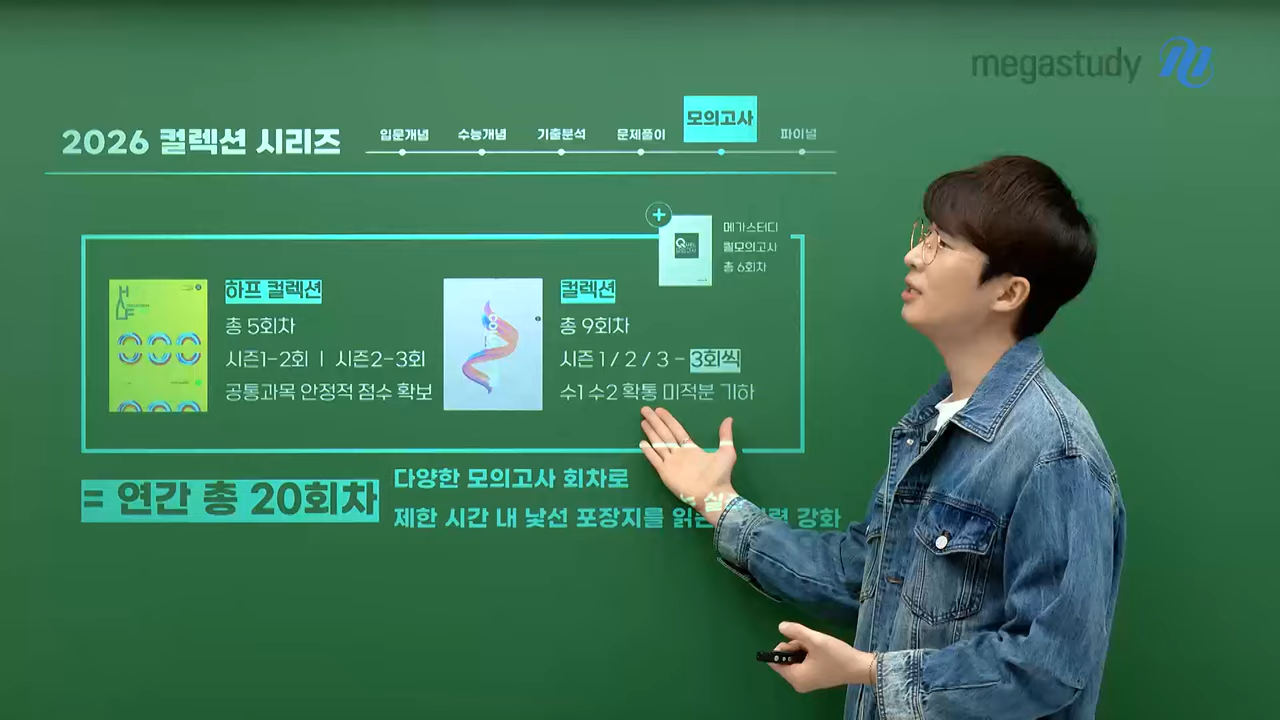 megastudy
2026 컬렉션 시리즈
입문개념 수능개념 기출분석 문제풀이 모의고사 파이널
메가스터디
퀄모의고사
총 6회차
하프 컬렉션
총 5회차
시즌1-2회 | 시즌2-3회
공통과목 안정적 점수 확보
컬렉션
총 9회차
시즌 1 / 2 / 3 - 3회씩
수1 수2 확통 미적분 기하
= 연간 총 20회차
다양한 모의고사 회차로
제한 시간 내 낯선 포장지를 읽는 강화